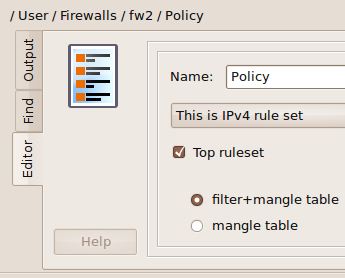 / User / Firewalls / fw2 / Policy
Output
Find
Editor
Name: Policy
This is IPv4 rule set
Top ruleset
filter+mangle table
mangle table
Help